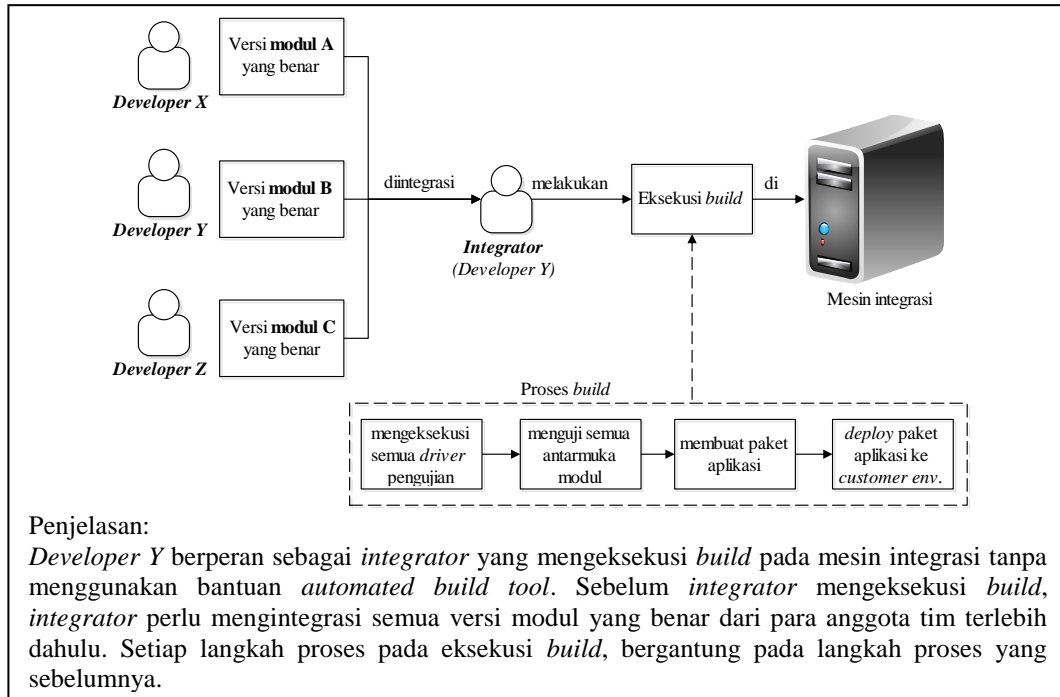 Versi modul A
yang benar
Developer X
Versi modul B
yang benar
Developer Y
Versi modul C
yang benar
Developer Z
diintegrasi
Integrator
(Developer Y)
melakukan
Eksekusi build
di
Mesin integrasi
Proses build
mengeksekusi
semua driver
pengujian
menguji semua
antarmuka
modul
membuat paket
aplikasi
deploy paket
aplikasi ke
customer env.
Penjelasan:
Developer Y berperan sebagai integrator yang mengeksekusi build pada mesin integrasi tanpa
menggunakan bantuan automated build tool. Sebelum integrator mengeksekusi build,
integrator perlu mengintegrasi semua versi modul yang benar dari para anggota tim terlebih
dahulu. Setiap langkah proses pada eksekusi build, bergantung pada langkah proses yang
sebelumnya.